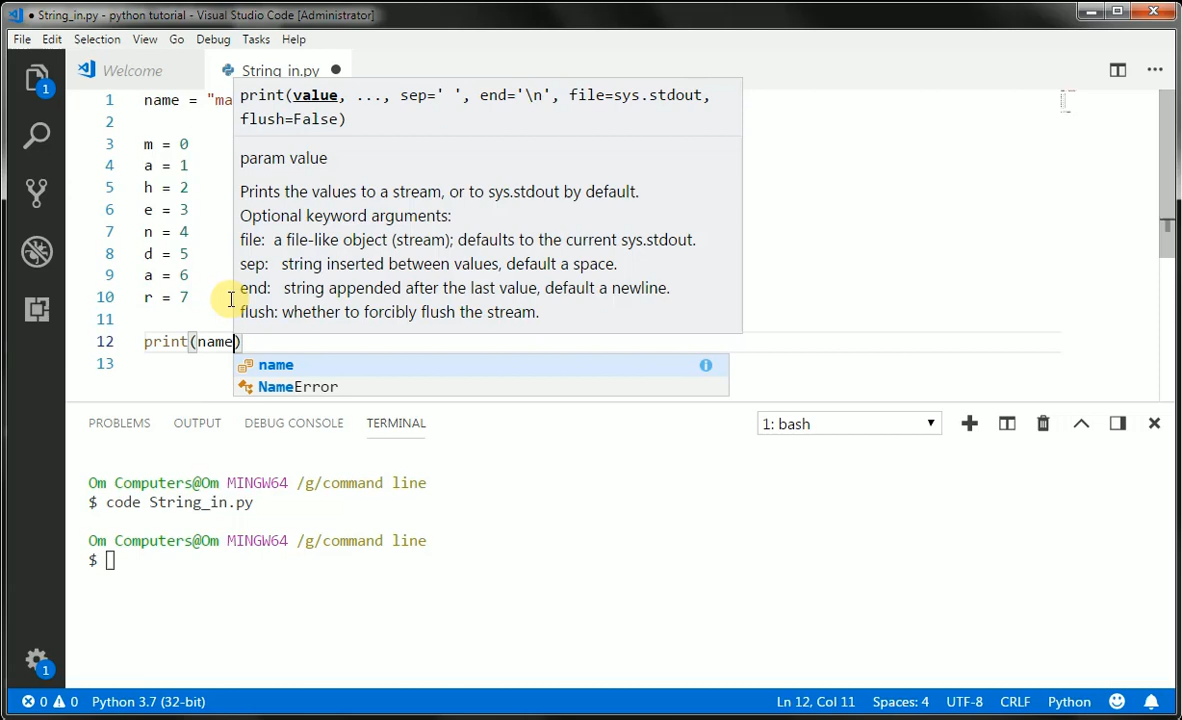 • String_in.py - python tutorial - Visual Studio Code [Administrator]
File Edit Selection View Go Debug Tasks Help
Welcome String_in.py
1 name = "ma
print(value, ..., sep=' ', end='\n', file=sys.stdout,
flush=False)
2
3 m = 0
param value
4 a = 1
5 h = 2
Prints the values to a stream, or to sys.stdout by default.
6 e = 3
Optional keyword arguments:
7 n = 4
file: a file-like object (stream); defaults to the current sys.stdout.
8 d = 5
sep: string inserted between values, default a space.
9 a = 6
end: string appended after the last value, default a newline.
10 r = 7
flush: whether to forcibly flush the stream.
11
12 print(name)
13
name
NameError
1
PROBLEMS OUTPUT DEBUG CONSOLE TERMINAL 1: bash
Om Computers@Om MINGW64 /g/command line
$ code String_in.py
Om Computers@Om MINGW64 /g/command line
$
1
0 0 Python 3.7 (32-bit) Ln 12, Col 11 Spaces: 4 UTF-8 CRLF Python